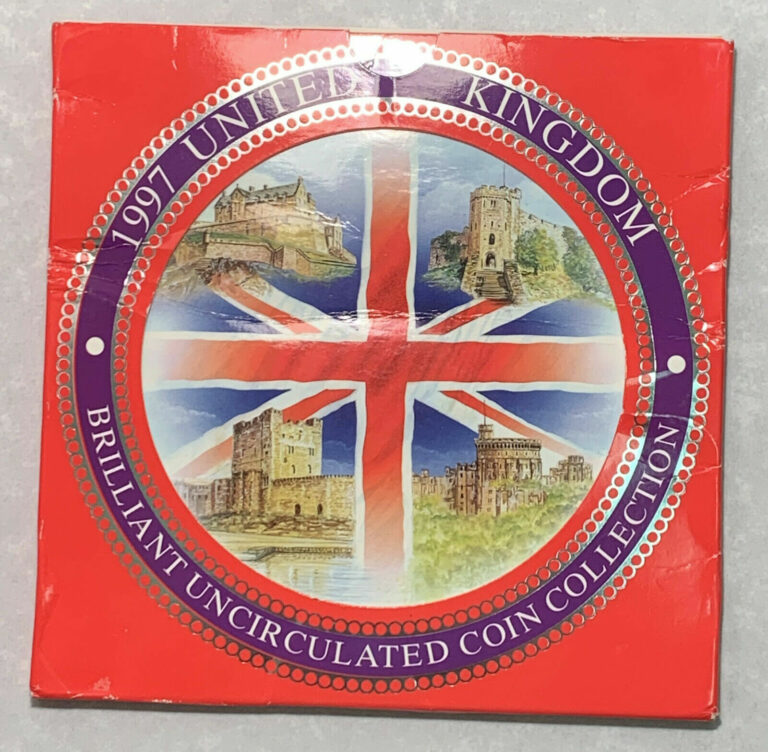 1997 UNITED KINGDOM
BRILLIANT UNCIRCULATED COIN COLLECTION